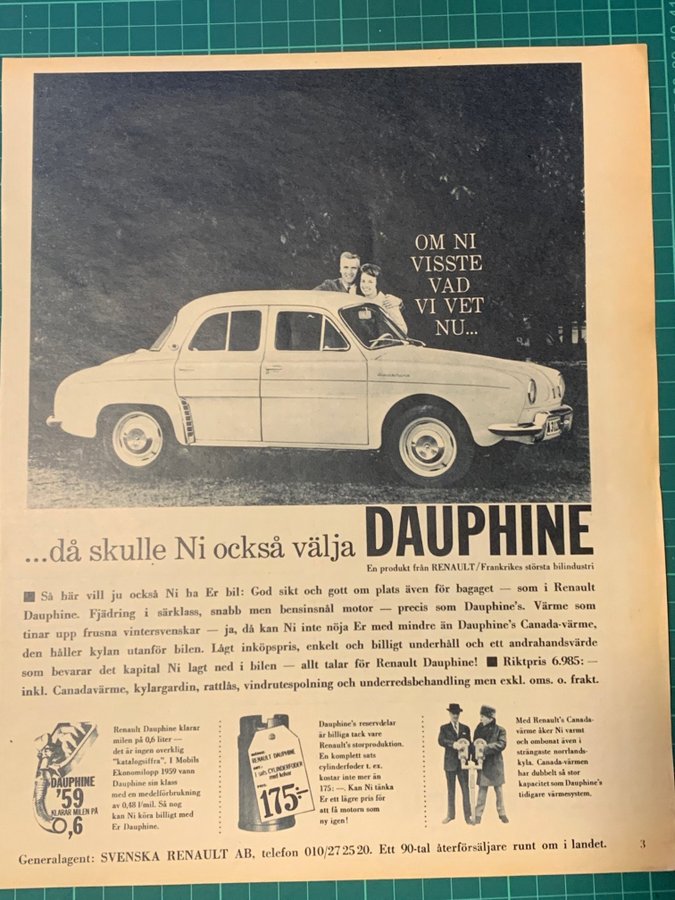 OM NI
VISSTE
VAD
VI VET
NU...
...då skulle Ni också välja DAUPHINE
En produkt från RENAULT/Frankrikes största bilindustri
■ Så här vill ju också Ni ha Er bil: God sikt och gott om plats även för bagaget — som i Renault
Dauphine. Fjädring i särklass, snabb men bensinsnål motor — precis som Dauphine's. Värme som
tinar upp frusna vintersvenskar — ja, då kan Ni inte nöja Er med mindre än Dauphine's Canada-värme,
den håller kylan utanför bilen. Lågt inköpspris, enkelt och billigt underhåll och ett andrahandsvärde
som bevarar det kapital Ni lagt ned i bilen — allt talar för Renault Dauphine! ■ Riktpris 6.985: —
inkl. Canadavärme, kylargardin, rattlås, vindrutespolning och underredsbehandling men exkl. oms. o. frakt.
DAUPHINE
'59
KLARAR MILEN PÅ
0,6
Renault Dauphine klarar
milen på 0,6 liter —
det är ingen overklig
"katalogsiffra". I Mobils
Ekonomilopp 1959 vann
Dauphine sin klass
med en medelförbrukning
av 0,48 l/mil. Så nog
kan Ni köra billigt med
Er Dauphine.
RENAULT DAUPHINE
1 sats CYLINDERFODER
med kolvar
175:-
Dauphine's reservdelar
är billiga tack vare
Renault's storproduktion.
En komplett sats
cylinderfoder t. ex.
kostar inte mer än
175: —. Kan Ni tänka
Er ett lägre pris för
att få motorn som
ny igen!
Med Renault's Canada-
värme åker Ni varmt
och ombonat även i
strängaste norrlands-
kyla. Canada-värmen
har dubbelt så stor
kapacitet som Dauphine's
tidigare värmesystem.
Generalagent: SVENSKA RENAULT AB, telefon 010/27 25 20. Ett 90-tal återförsäljare runt om i landet.
3